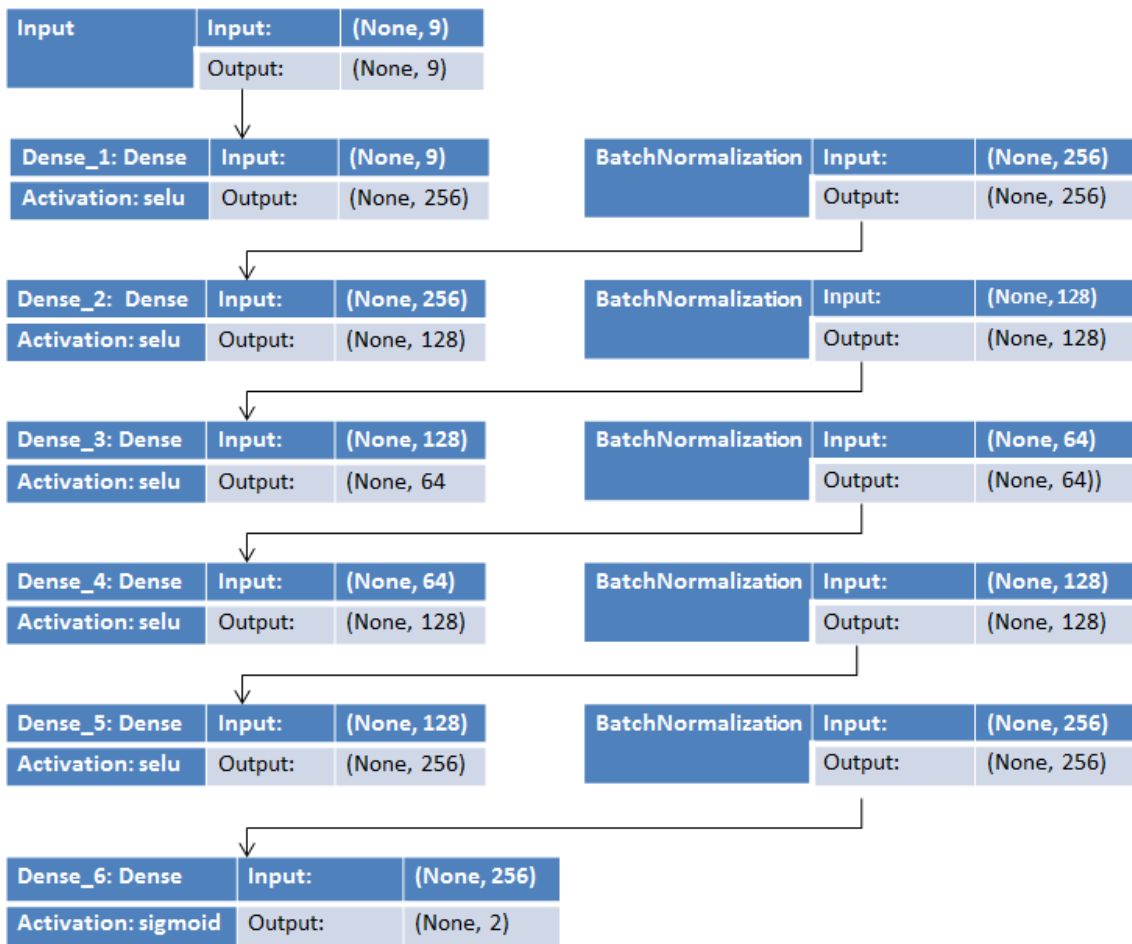 Input Input: (None, 9)
Output: (None, 9)
Dense_1: Dense Input: (None, 9)
Activation: selu Output: (None, 256)
BatchNormalization Input: (None, 256)
Output: (None, 256)
Dense_2: Dense Input: (None, 256)
Activation: selu Output: (None, 128)
BatchNormalization Input: (None, 128)
Output: (None, 128)
Dense_3: Dense Input: (None, 128)
Activation: selu Output: (None, 64
BatchNormalization Input: (None, 64)
Output: (None, 64))
Dense_4: Dense Input: (None, 64)
Activation: selu Output: (None, 128)
BatchNormalization Input: (None, 128)
Output: (None, 128)
Dense_5: Dense Input: (None, 128)
Activation: selu Output: (None, 256)
BatchNormalization Input: (None, 256)
Output: (None, 256)
Dense_6: Dense Input: (None, 256)
Activation: sigmoid Output: (None, 2)